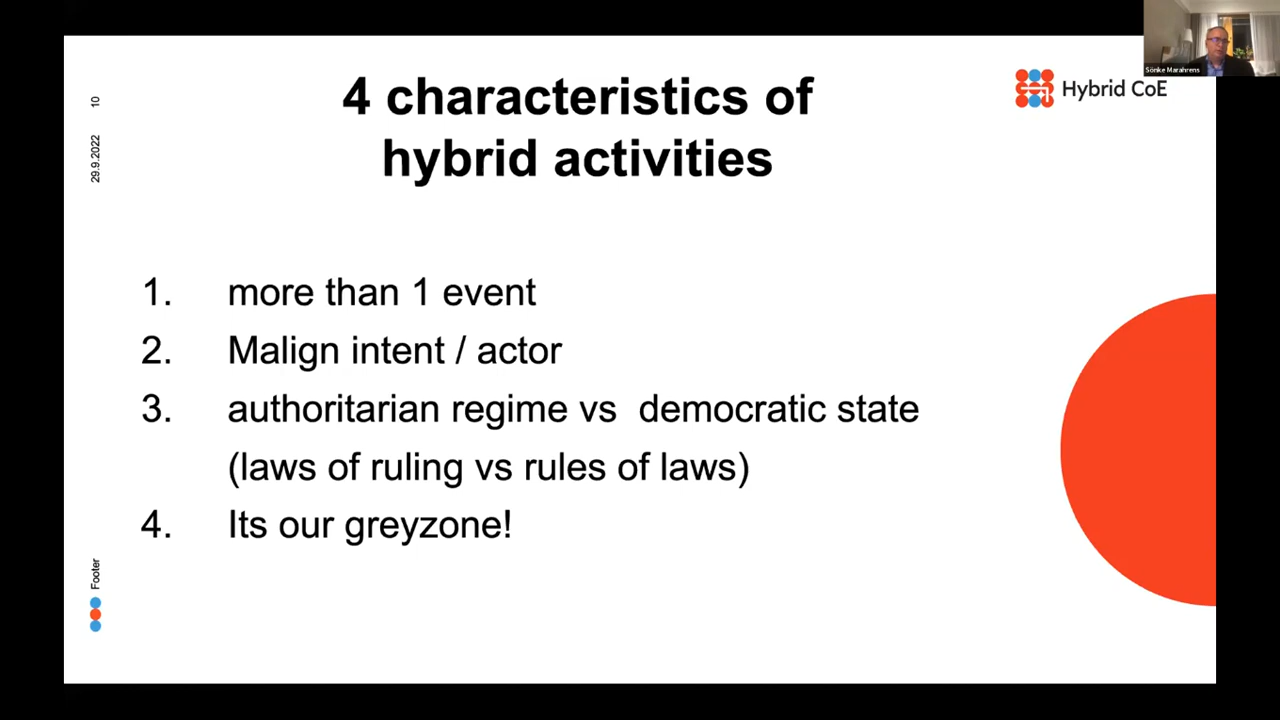 4 characteristics of
hybrid activities
Hybrid CoE
Sönke Marahrens
10
29.9.2022
1. more than 1 event
2. Malign intent / actor
3. authoritarian regime vs democratic state
(laws of ruling vs rules of laws)
4. Its our greyzone!
Footer